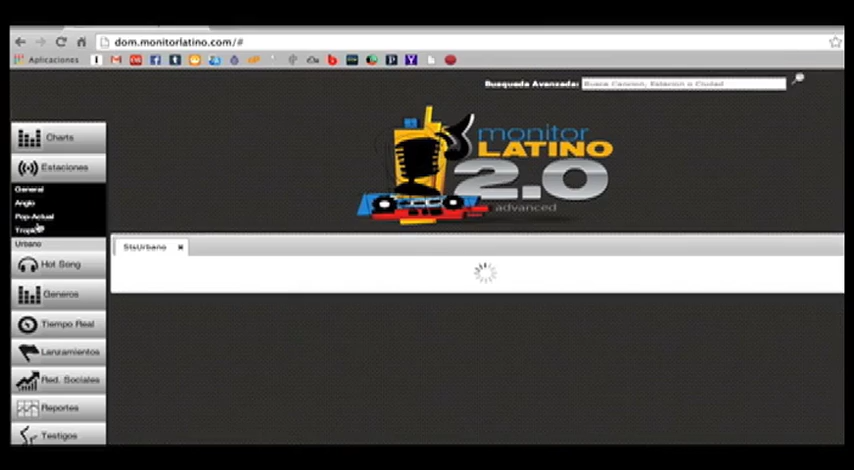 dom.monitorlatino.com/#
Aplicaciones
Busqueda Avanzada: Busca Cancion, Estacion o Ciudad
monitor
LATINO
2.0
advanced
Charts
Estaciones
General
Anglo
Pop-Actual
Urbano
StsUrbano
Hot Song
Generos
Tiempo Real
Lanzamientos
Red. Sociales
Reportes
Testigos